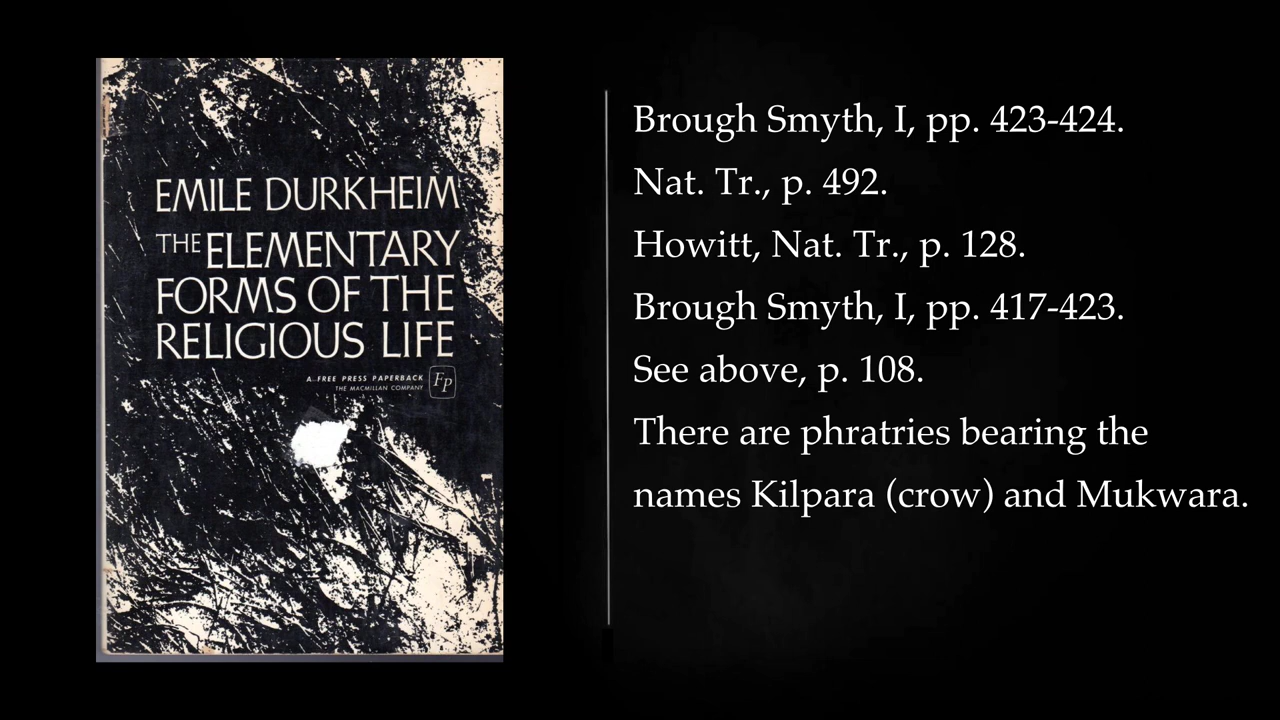 EMILE DURKHEIM
THE ELEMENTARY
FORMS OF THE
RELIGIOUS LIFE
A FREE PRESS PAPERBACK
THE MACMILLAN COMPANY
FP
Brough Smyth, I, pp. 423-424.
Nat. Tr., p. 492.
Howitt, Nat. Tr., p. 128.
Brough Smyth, I, pp. 417-423.
See above, p. 108.
There are phratries bearing the
names Kilpara (crow) and Mukwara.